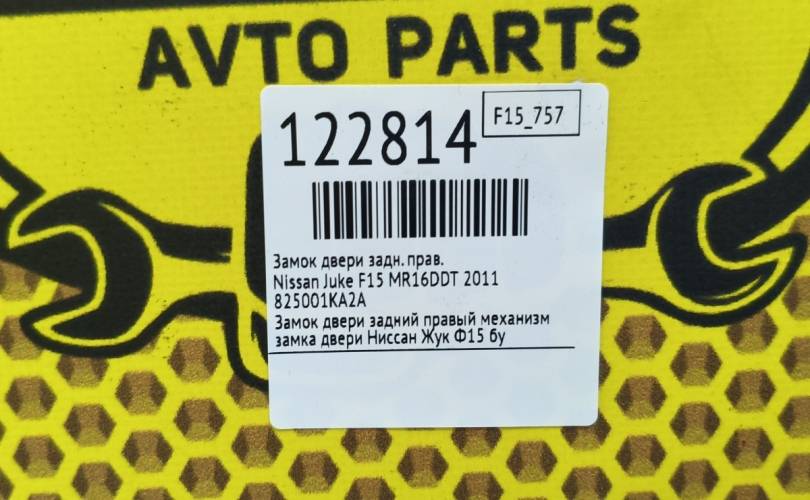 AVTO PARTS
122814
F15_757
Замок двери задн. прав.
Nissan Juke F15 MR16DDT 2011
825001KA2A
Замок двери задний правый механизм
замка двери Ниссан Жук Ф15 бу